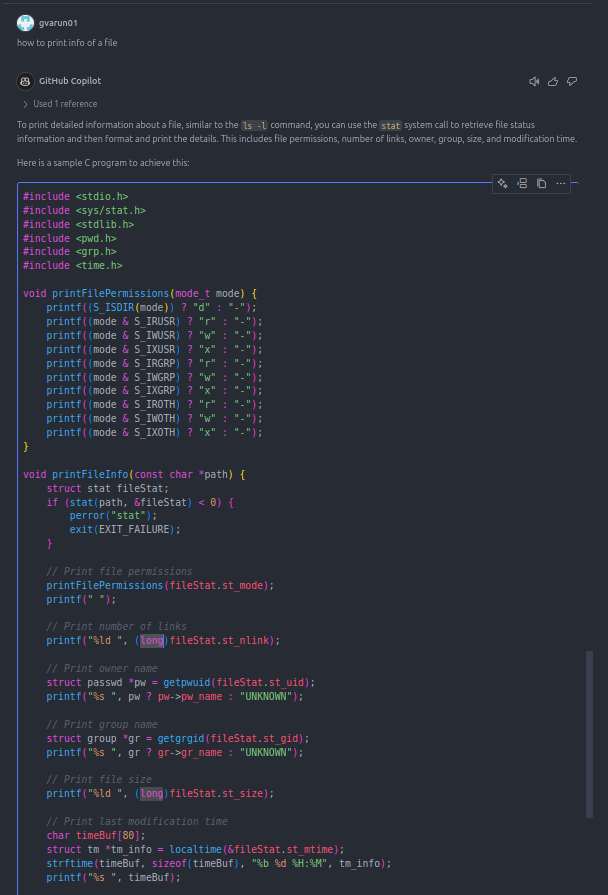 gvarun01
how to print info of a file
GitHub Copilot
Used 1 reference
To print detailed information about a file, similar to the ls -l command, you can use the stat system call to retrieve file status
information and then format and print the details. This includes file permissions, number of links, owner, group, size, and modification time.
Here is a sample C program to achieve this:
#include <stdio.h>
#include <sys/stat.h>
#include <stdlib.h>
#include <pwd.h>
#include <grp.h>
#include <time.h>
void printFilePermissions(mode_t mode) {
    printf((S_ISDIR(mode)) ? "d" : "-");
    printf((mode & S_IRUSR) ? "r" : "-");
    printf((mode & S_IWUSR) ? "w" : "-");
    printf((mode & S_IXUSR) ? "x" : "-");
    printf((mode & S_IRGRP) ? "r" : "-");
    printf((mode & S_IWGRP) ? "w" : "-");
    printf((mode & S_IXGRP) ? "x" : "-");
    printf((mode & S_IROTH) ? "r" : "-");
    printf((mode & S_IWOTH) ? "w" : "-");
    printf((mode & S_IXOTH) ? "x" : "-");
}
void printFileInfo(const char *path) {
    struct stat fileStat;
    if (stat(path, &fileStat) < 0) {
        perror("stat");
        exit(EXIT_FAILURE);
    }
    // Print file permissions
    printFilePermissions(fileStat.st_mode);
    printf(" ");
    // Print number of links
    printf("%ld ", (long)fileStat.st_nlink);
    // Print owner name
    struct passwd *pw = getpwuid(fileStat.st_uid);
    printf("%s ", pw ? pw->pw_name : "UNKNOWN");
    // Print group name
    struct group *gr = getgrgid(fileStat.st_gid);
    printf("%s ", gr ? gr->gr_name : "UNKNOWN");
    // Print file size
    printf("%ld ", (long)fileStat.st_size);
    // Print last modification time
    char timeBuf[80];
    struct tm *tm_info = localtime(&fileStat.st_mtime);
    strftime(timeBuf, sizeof(timeBuf), "%b %d %H:%M", tm_info);
    printf("%s ", timeBuf);